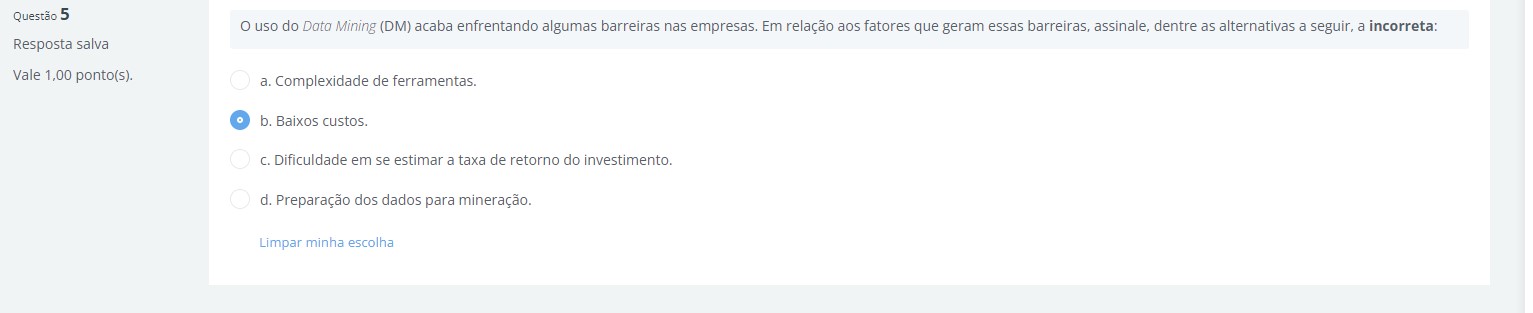 Questão 5
Resposta salva
Vale 1,00 ponto(s).
O uso do Data Mining (DM) acaba enfrentando algumas barreiras nas empresas. Em relação aos fatores que geram essas barreiras, assinale, dentre as alternativas a seguir, a incorreta:
a. Complexidade de ferramentas.
b. Baixos custos.
c. Dificuldade em se estimar a taxa de retorno do investimento.
d. Preparação dos dados para mineração.
Limpar minha escolha